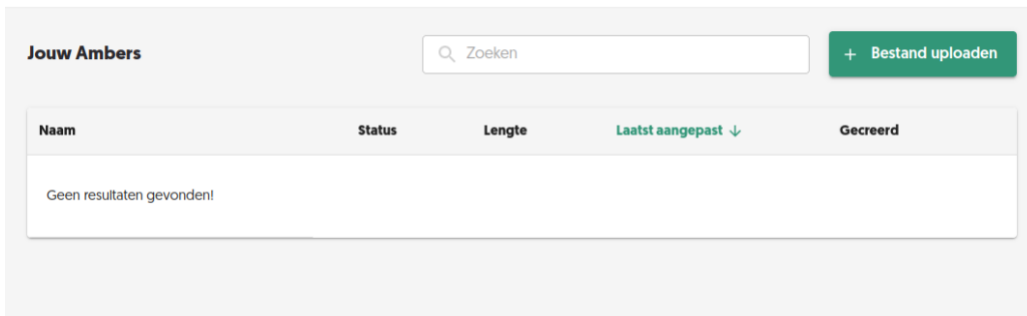 Jouw Ambers
Zoeken
+ Bestand uploaden
Naam Status Lengte Laatst aangepast ↓ Gecreerd
Geen resultaten gevonden!